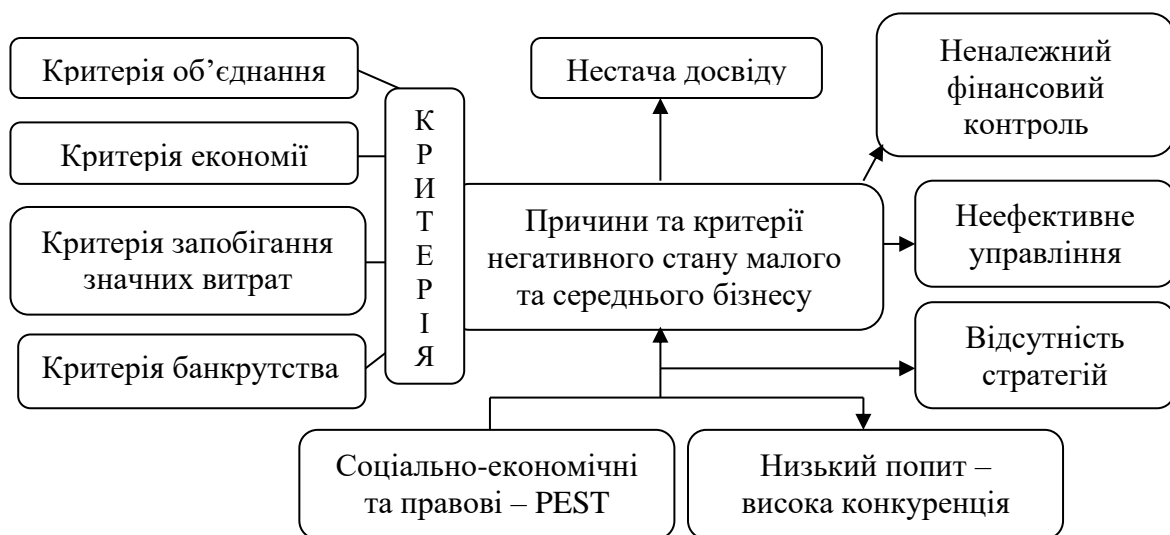 Критерія об’єднання
Критерія економії
Критерія запобігання
значних витрат
Критерія банкрутства
К
Р
И
Т
Е
Р
І
Я
Нестача досвіду
Причини та критерії
негативного стану малого
та середнього бізнесу
Неналежний
фінансовий
контроль
Неефективне
управління
Відсутність
стратегій
Соціально-економічні
та правові – PEST
Низький попит –
висока конкуренція